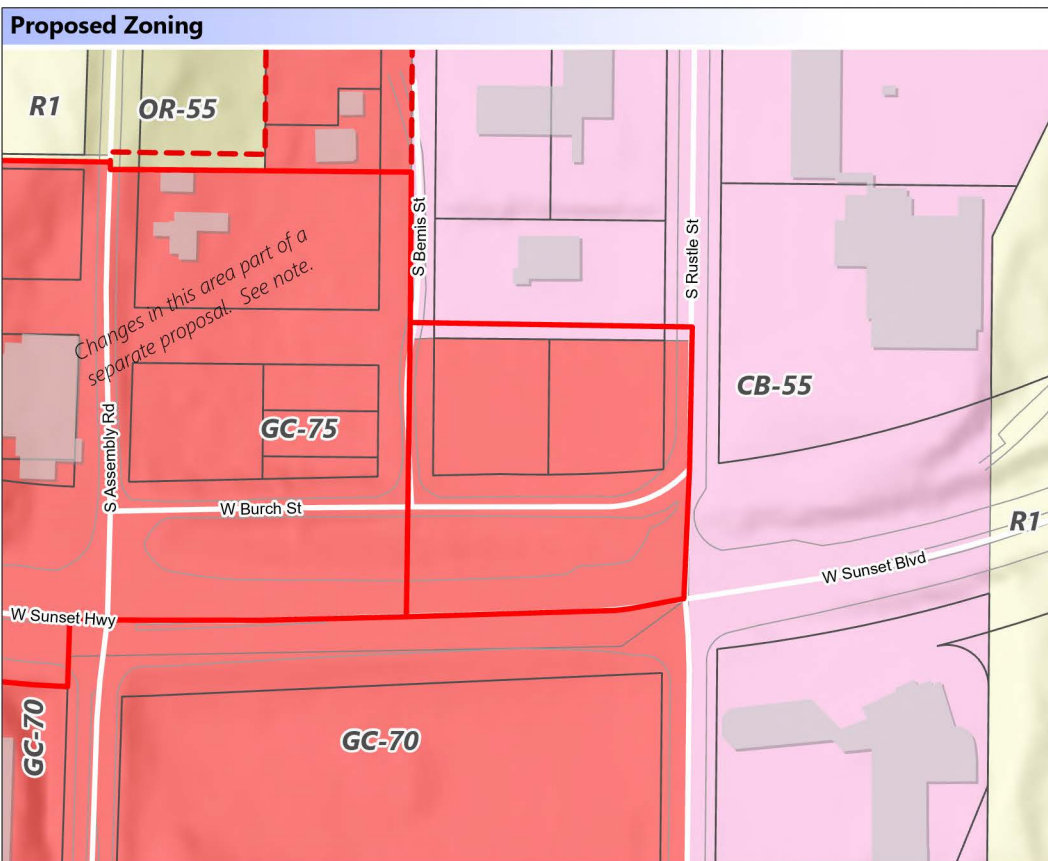 Proposed Zoning
R1
OR-55
S Bemis St
S Rustle St
Changes in this area part of a
separate proposal. See note.
CB-55
GC-75
S Assembly Rd
W Burch St
R1
W Sunset Blvd
W Sunset Hwy
GC-70
GC-70